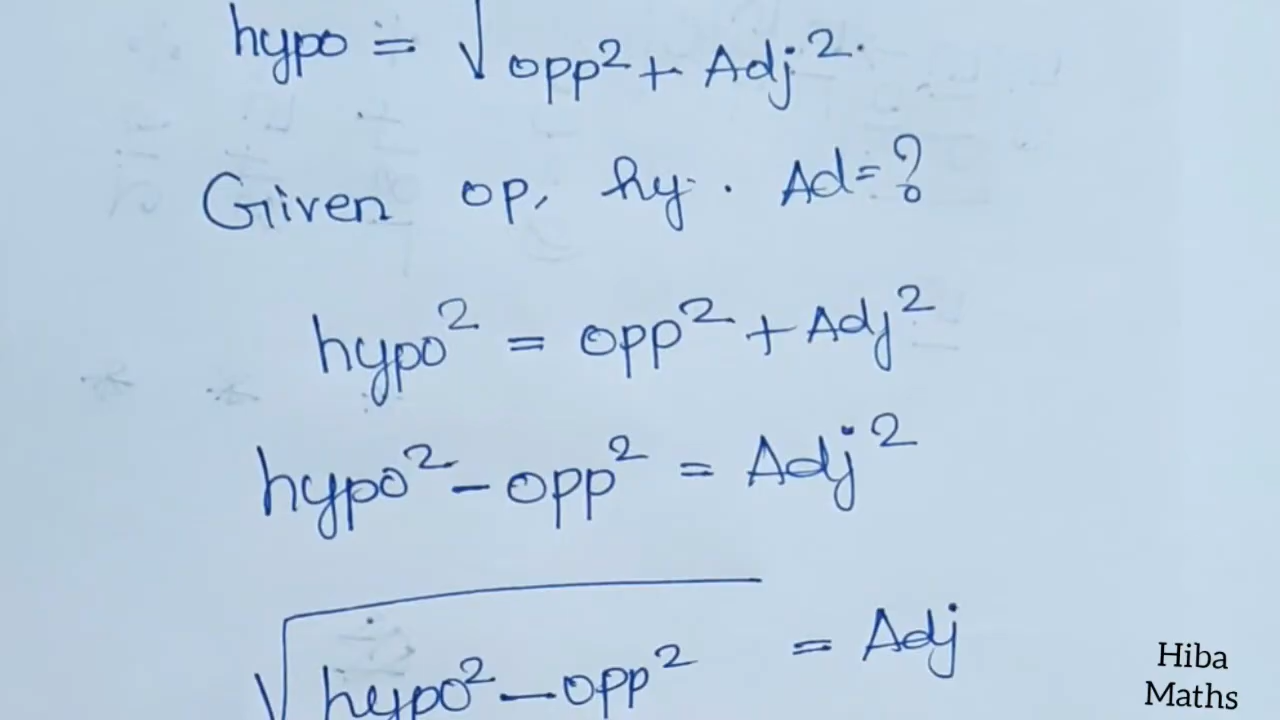 hypo = √opp² + Adj².
Given op, hy. Ad=?
hypo² = opp² + Adj²
hypo² - opp² = Adj²
√hypo² - opp² = Adj
Hiba
Maths